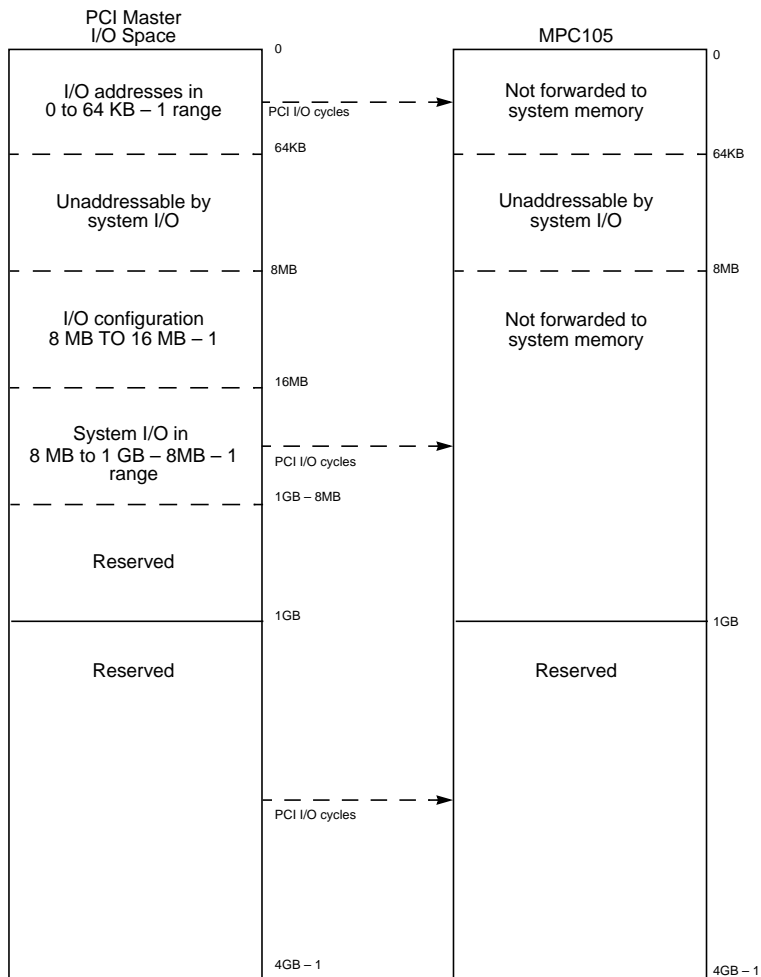 PCI Master
I/O Space
0
I/O addresses in
0 to 64 KB – 1 range
PCI I/O cycles
64KB
Unaddressable by
system I/O
8MB
I/O configuration
8 MB TO 16 MB – 1
16MB
System I/O in
8 MB to 1 GB – 8MB – 1
range
PCI I/O cycles
1GB – 8MB
Reserved
1GB
Reserved
PCI I/O cycles
4GB – 1
MPC105
0
Not forwarded to
system memory
64KB
Unaddressable by
system I/O
8MB
Not forwarded to
system memory
1GB
Reserved
4GB – 1